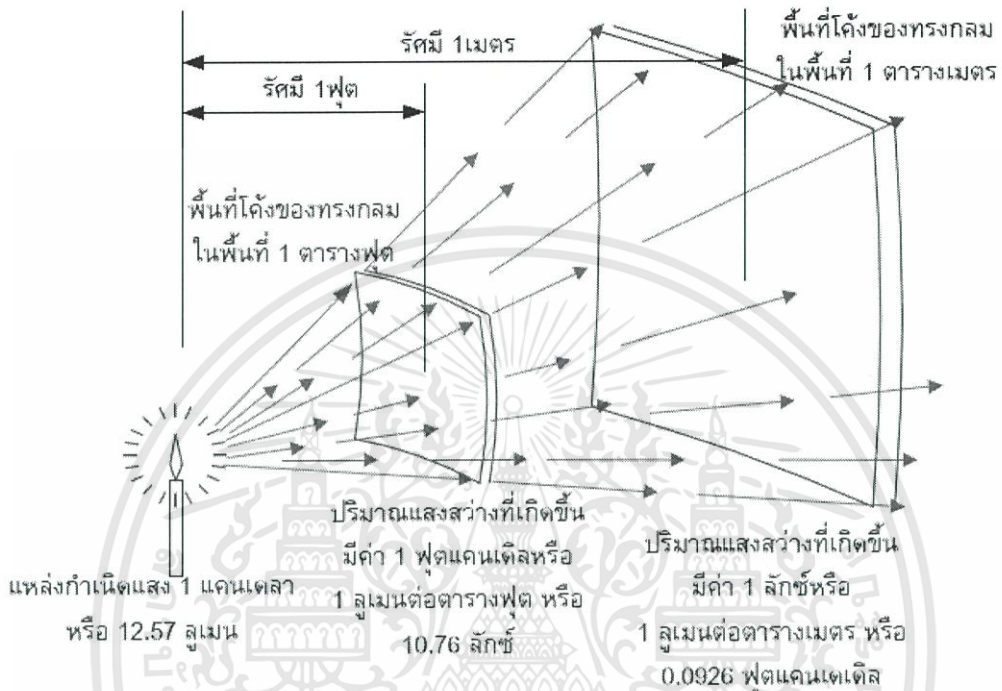 รัศมี 1เมตร
พื้นที่โค้งของทรงกลม
ในพื้นที่ 1 ตารางเมตร
รัศมี 1ฟุต
พื้นที่โค้งของทรงกลม
ในพื้นที่ 1 ตารางฟุต
แหล่งกำเนิดแสง 1 แคนเดลา
หรือ 12.57 ลูเมน
ปริมาณแสงสว่างที่เกิดขึ้น
มีค่า 1 ฟุตแคนเดิลหรือ
1 ลูเมนต่อตารางฟุต หรือ
10.76 ลักซ์
ปริมาณแสงสว่างที่เกิดขึ้น
มีค่า 1 ลักซ์หรือ
1 ลูเมนต่อตารางเมตร หรือ
0.0926 ฟุตแคนเดเดิล